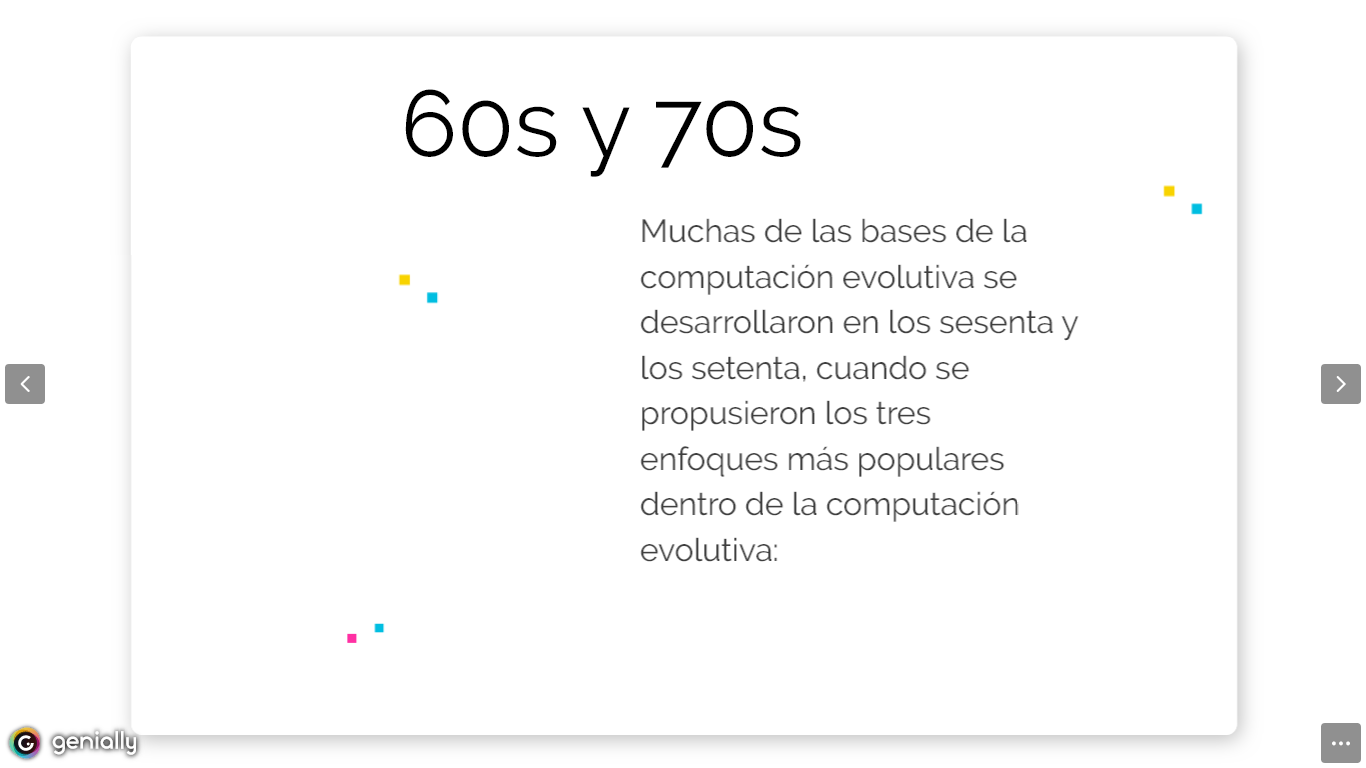 60s y 70s
Muchas de las bases de la
computación evolutiva se
desarrollaron en los sesenta y
los setenta, cuando se
propusieron los tres
enfoques más populares
dentro de la computación
evolutiva:
genially